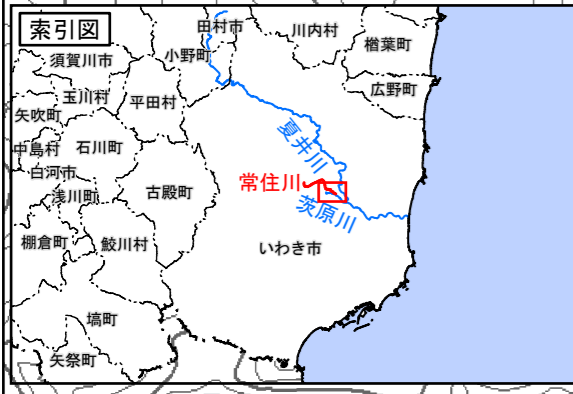 索引図
田村市
川内村
楢葉町
小野町
須賀川市
広野町
玉川村
平田村
矢吹町
夏井川
中島村
石川町
白河市
常住川
浅川町
古殿町
茨原川
棚倉町
鮫川村
いわき市
塙町
矢祭町